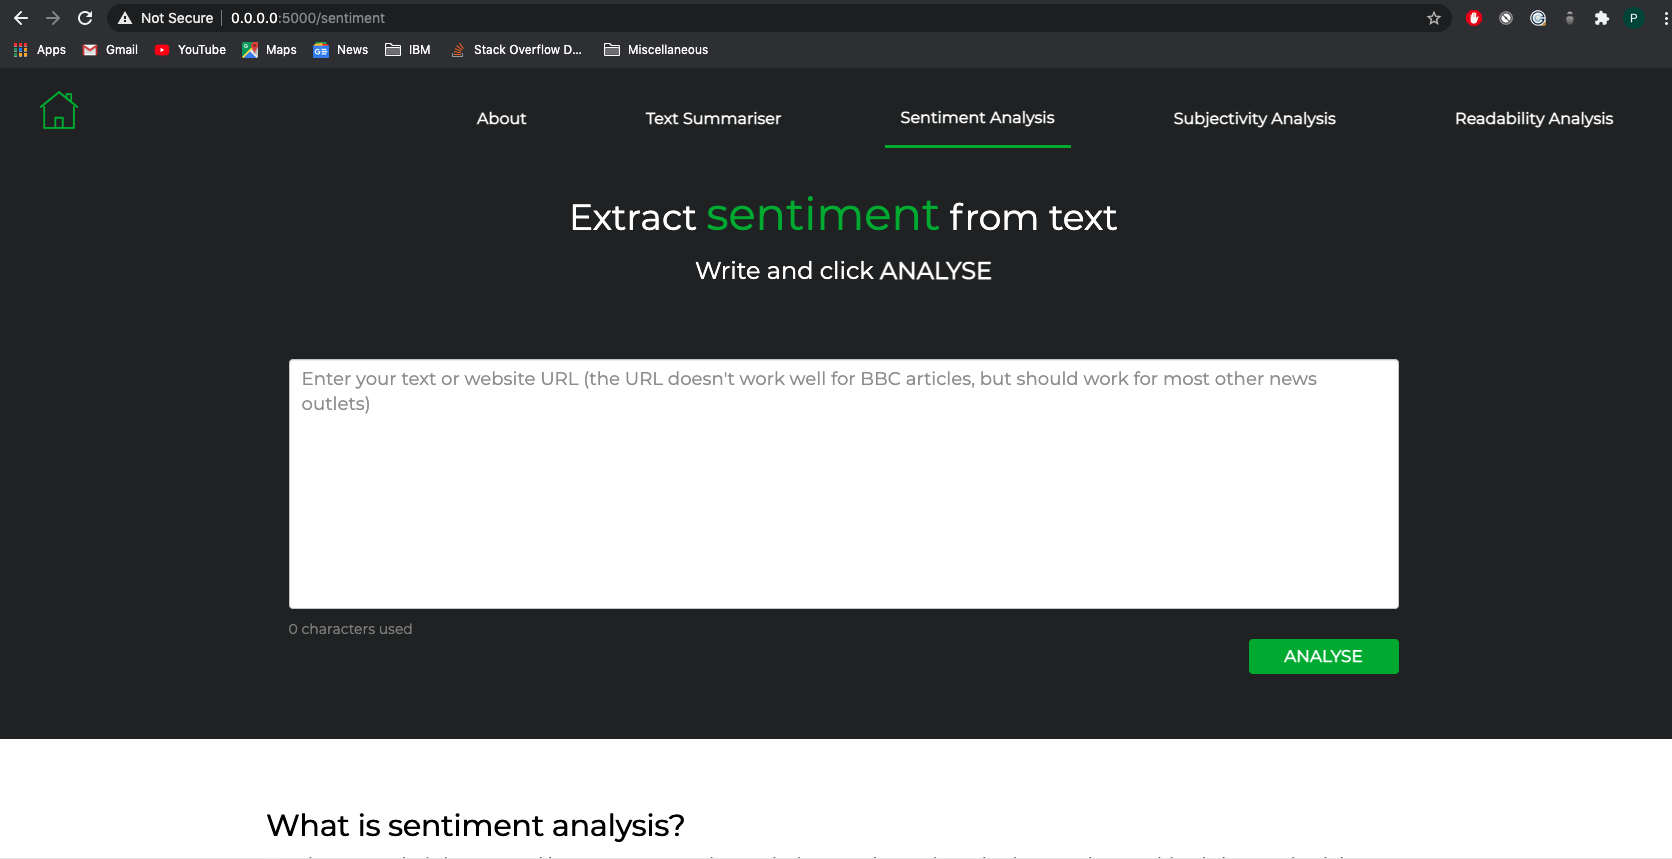 Not Secure | 0.0.0.0:5000/sentiment
P
Apps Gmail YouTube Maps News IBM Stack Overflow D... Miscellaneous
About Text Summariser Sentiment Analysis Subjectivity Analysis Readability Analysis
Extract sentiment from text
Write and click ANALYSE
Enter your text or website URL (the URL doesn't work well for BBC articles, but should work for most other news
outlets)
0 characters used
ANALYSE
What is sentiment analysis?